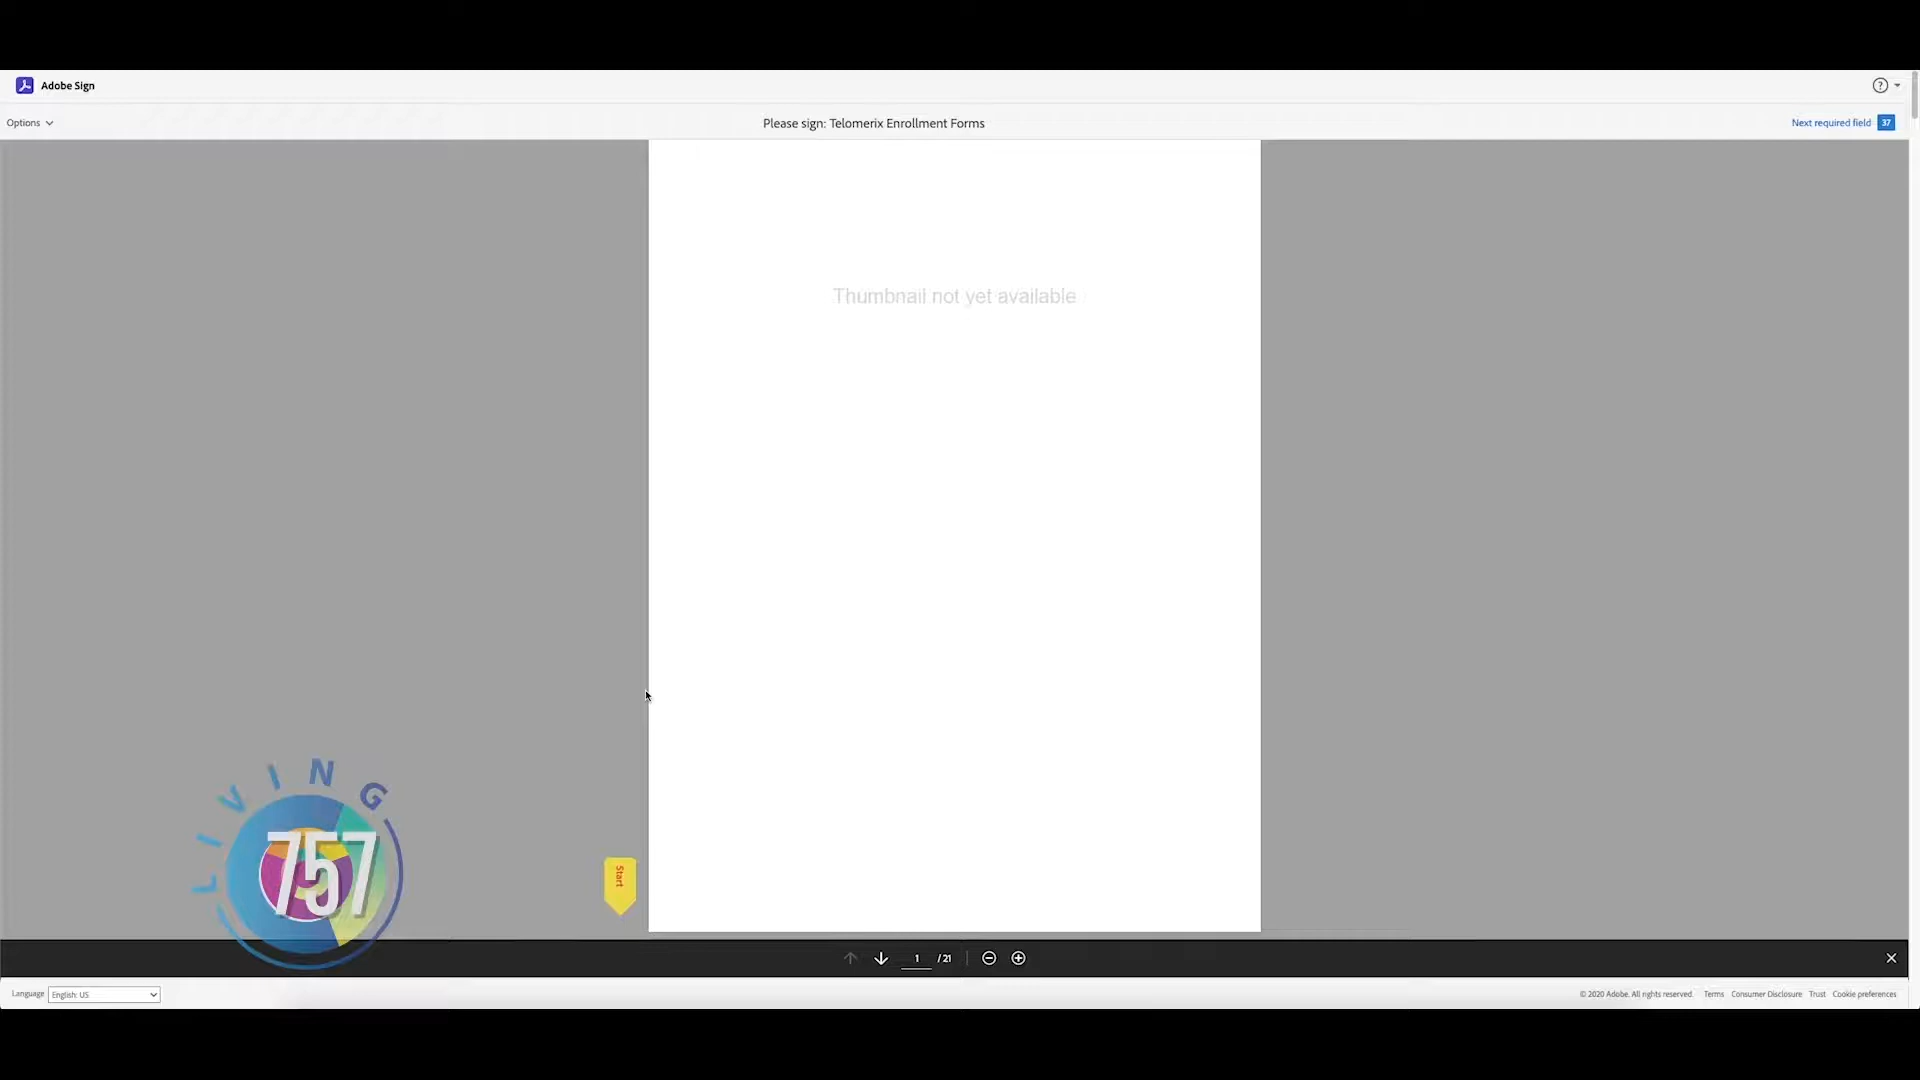 Adobe Sign
?
Options
Please sign: Telomerix Enrollment Forms
Next required field 37
Thumbnail not yet available
LIVING
757
Start
1 / 21
Language English: US
© 2020 Adobe. All rights reserved. Terms Consumer Disclosure Trust Cookie preferences